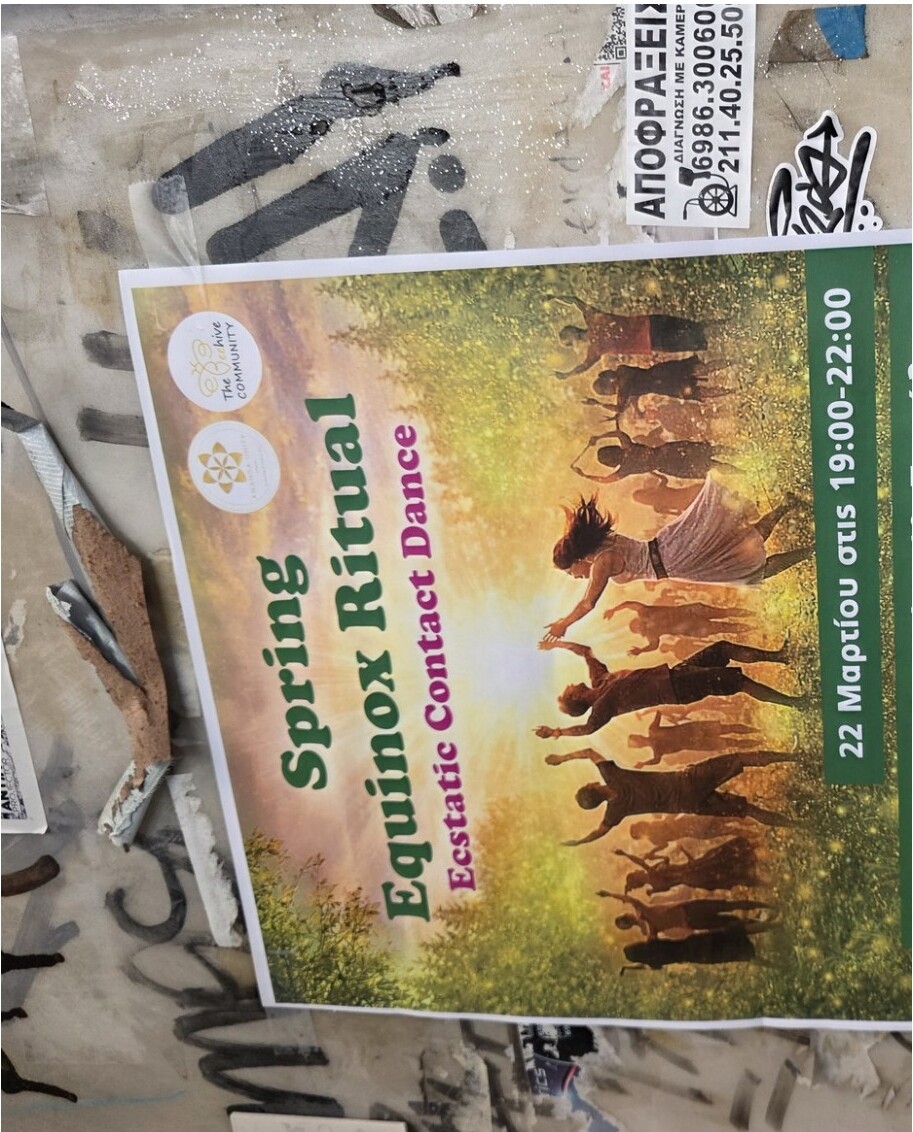 The Beehive
COMMUNITY
Spring
Equinox Ritual
Ecstatic Contact Dance
22 Μαρτίου στις 19:00-22:00
ΑΠΟΦΡΑΞΕΙΣ
ΔΙΑΓΝΩΣΗ ΜΕ ΚΑΜΕΡ
6986.30060
211.40.25.50